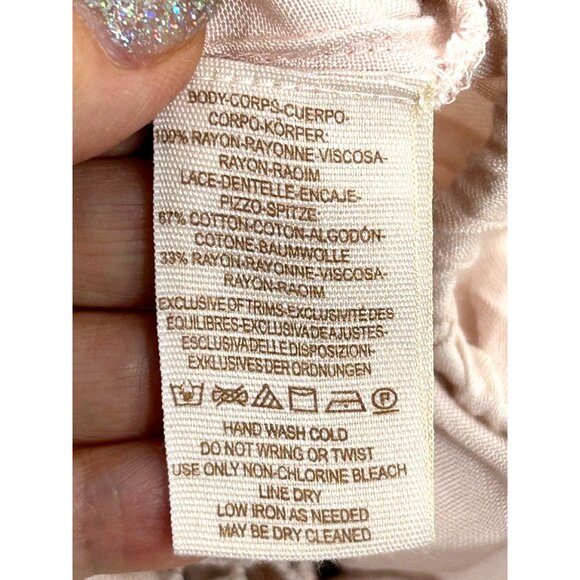 BODY-CORPS-CUERPO-
CORPO-KÖRPER:
100% RAYON-RAYONNE-VISCOSA-
RAYON-RAOIM
LACE-DENTELLE-ENCAJE-
PIZZO-SPITZE
67% COTTON-COTON-ALGODÓN-
COTONE-BAUMWOLLE
33% RAYON-RAYONNE-VISCOSA-
RAYON-RAOIM
EXCLUSIVE OF TRIMS-EXCLUSIVITÉ DES
ÉQUILIBRES-EXCLUSIVA DE AJUSTES-
ESCLUSIVA DELLE DISPOSIZIONI-
EXKLUSIVES DER ORDNUNGEN
P
HAND WASH COLD
DO NOT WRING OR TWIST
USE ONLY NON-CHLORINE BLEACH
LINE DRY
LOW IRON AS NEEDED
MAY BE DRY CLEANED